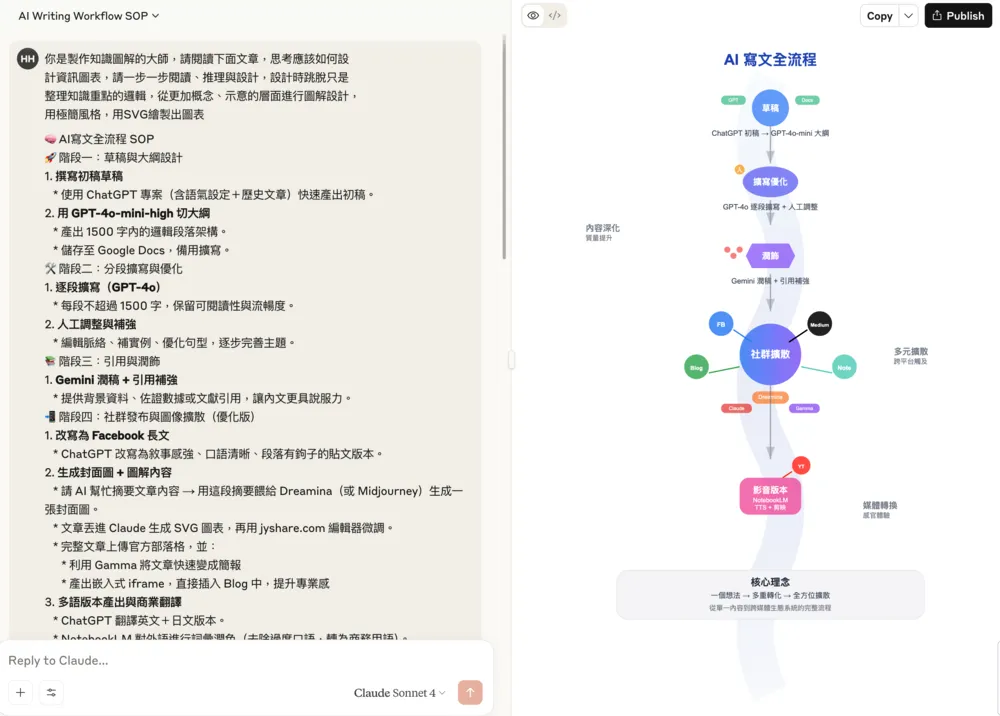 AI Writing Workflow SOP
HH
你是製作知識圖解的大師，請閱讀下面文章，思考應該如何設
計資訊圖表，請一步一步閱讀、推理與設計，設計時跳脫只是
整理知識重點的邏輯，從更加概念、示意的層面進行圖解設計，
用極簡風格，用SVG繪製出圖表
🧠AI寫文全流程 SOP
🚀 階段一：草稿與大綱設計
1. 撰寫初稿草稿
* 使用 ChatGPT 專案（含語氣設定＋歷史文章）快速產出初稿。
2. 用 GPT-4o-mini-high 切大綱
* 產出 1500 字內的邏輯段落架構。
* 儲存至 Google Docs，備用擴寫。
🛠️ 階段二：分段擴寫與優化
1. 逐段擴寫（GPT-4o）
* 每段不超過 1500 字，保留可閱讀性與流暢度。
2. 人工調整與補強
* 編輯脈絡、補實例、優化句型，逐步完善主題。
📚 階段三：引用與潤飾
1. Gemini 潤稿 + 引用補強
* 提供背景資料、佐證數據或文獻引用，讓內文更具說服力。
📲 階段四：社群發布與圖像擴散（優化版）
1. 改寫為 Facebook 長文
* ChatGPT 改寫為敘事感強、口語清晰、段落有鉤子的貼文版本。
2. 生成封面圖 + 圖解內容
* 請 AI 幫忙摘要文章內容 → 用這段摘要餵給 Dreamina（或 Midjourney）生成一
張封面圖。
* 文章丟進 Claude 生成 SVG 圖表，再用 jyshare.com 編輯器微調。
* 完整文章上傳官方部落格，並：
* 利用 Gamma 將文章快速變成簡報
* 產出嵌入式 iframe，直接插入 Blog 中，提升專業感
3. 多語版本產出與商業翻譯
* ChatGPT 翻譯英文＋日文版本。
* NotebookLM 對外語進行詞彙潤色（去除過度口語，轉為商務用語）。
Reply to Claude...
Claude Sonnet 4
Copy
Publish
AI 寫文全流程
GPT
草稿
Docs
ChatGPT 初稿 → GPT-4o-mini 大綱
人
擴寫優化
GPT-4o 逐段擴寫 + 人工調整
內容深化
質量提升
潤飾
Gemini 潤稿 + 引用補強
FB
Medium
社群擴散
Blog
Note
多元擴散
跨平台觸及
Dreamina
Claude
Gamma
YT
影音版本
NotebookLM
TTS + 剪映
媒體轉換
感官體驗
核心理念
一個想法 → 多重轉化 → 全方位擴散
從單一內容到跨媒體生態系統的完整流程